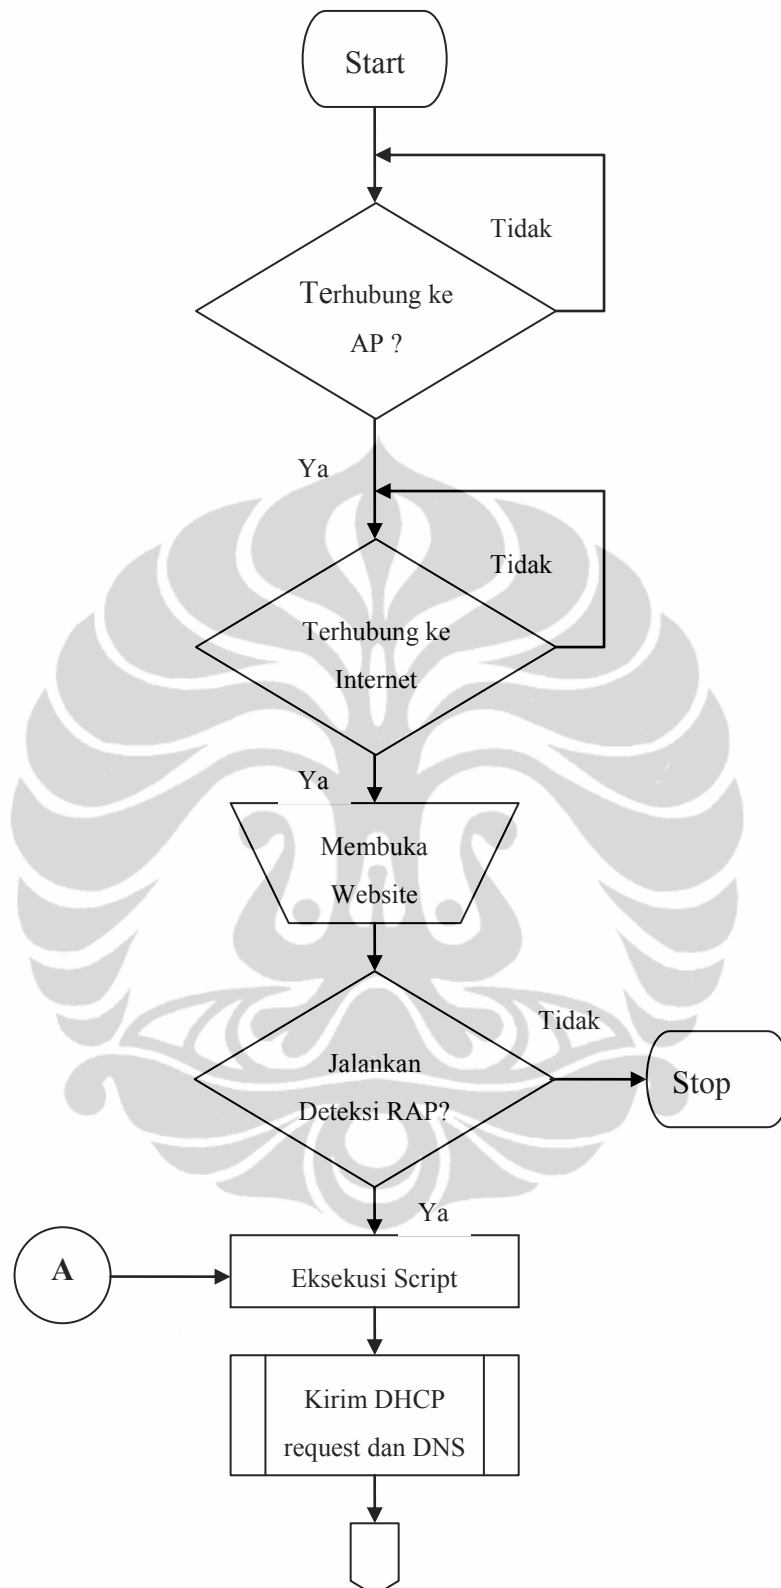 Start
Tidak
Terhubung ke
AP ?
Ya
Tidak
Terhubung ke
Internet
Ya
Membuka
Website
Tidak
Jalankan
Deteksi RAP?
Stop
Ya
A
Eksekusi Script
Kirim DHCP
request dan DNS